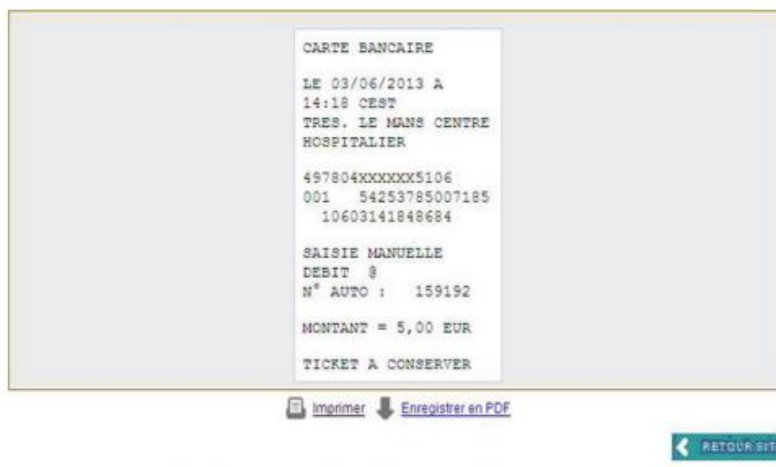 CARTE BANCAIRE
LE 03/06/2013 A
14:18 CEST
TRES. LE MANS CENTRE
HOSPITALIER
497804XXXXXX5106
001 54253785007185
10603141848684
SAISIE MANUELLE
DEBIT @
N° AUTO : 159192
MONTANT = 5,00 EUR
TICKET A CONSERVER
Imprimer Enregistrer en PDF
RETOUR SIT